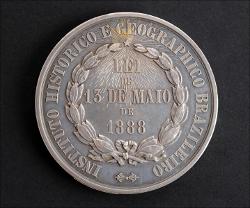 INSTITUTO HISTORICO E GEOGRAPHICO BRAZILEIRO
LEI
DE
13 DE MAIO
DE
1888